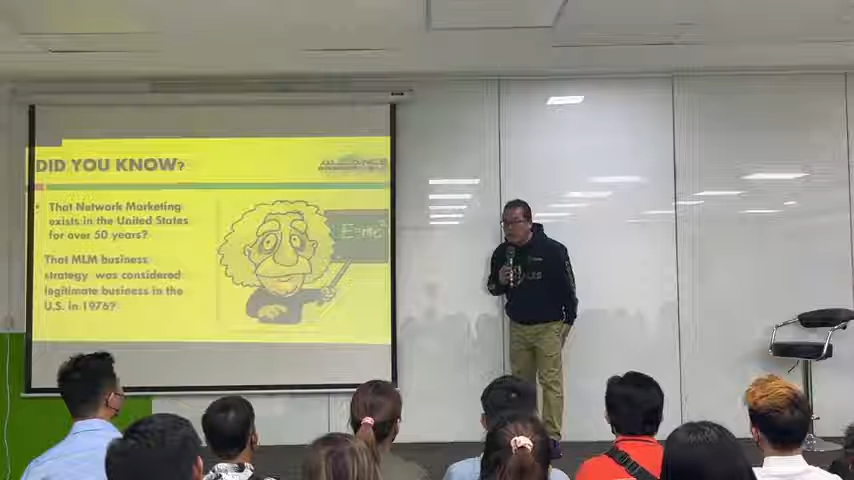 DID YOU KNOW?
That Network Marketing
exists in the United States
for over 50 years?
That MLM business
strategy was considered
legitimate business in the
U.S. in 1976?